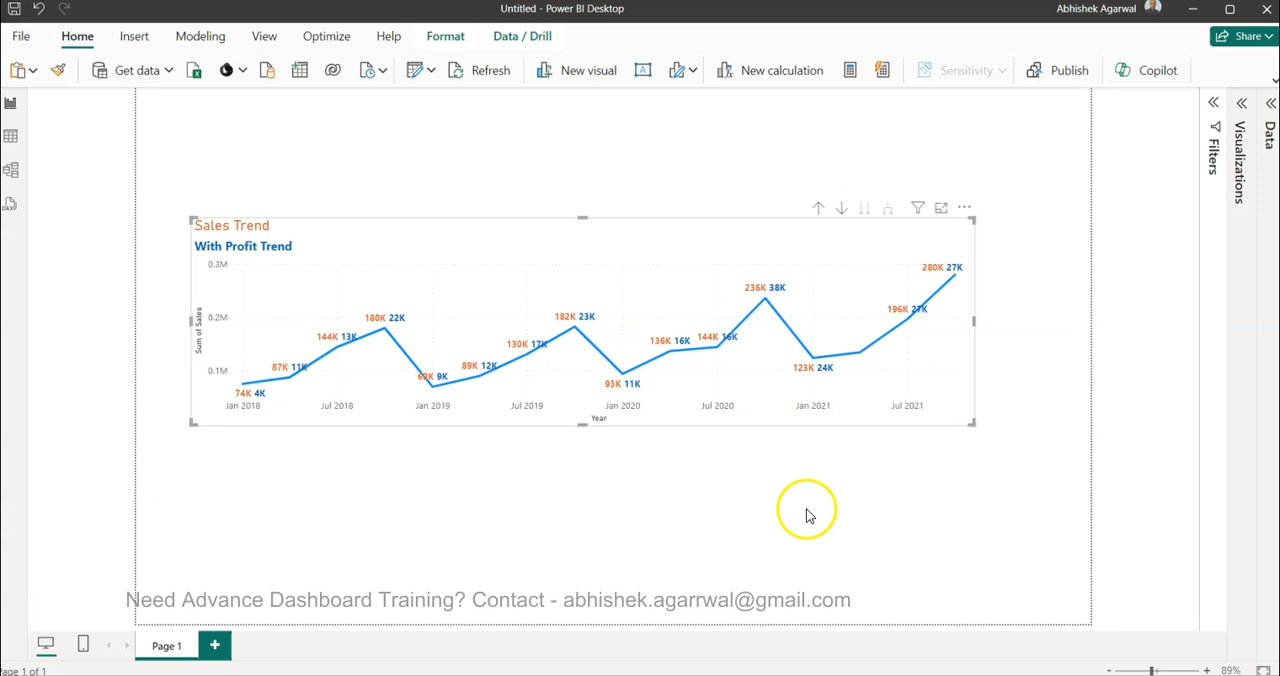 Untitled - Power BI Desktop
Abhishek Agarwal
File Home Insert Modeling View Optimize Help Format Data / Drill
Share
Get data
Refresh
New visual
New calculation
Sensitivity
Publish
Copilot
Filters
Visualizations
Data
Sales Trend
With Profit Trend
0.3M
0.2M
0.1M
Sum of Sales
74K 4K
87K 11K
144K 13K
180K 22K
69K 9K
89K 12K
130K 17K
182K 23K
93K 11K
136K 16K
144K 16K
236K 38K
123K 24K
196K 27K
280K 27K
Jan 2018 Jul 2018 Jan 2019 Jul 2019 Jan 2020 Jul 2020 Jan 2021 Jul 2021
Year
Need Advance Dashboard Training? Contact - abhishek.agarrwal@gmail.com
Page 1
Page 1 of 1
89%